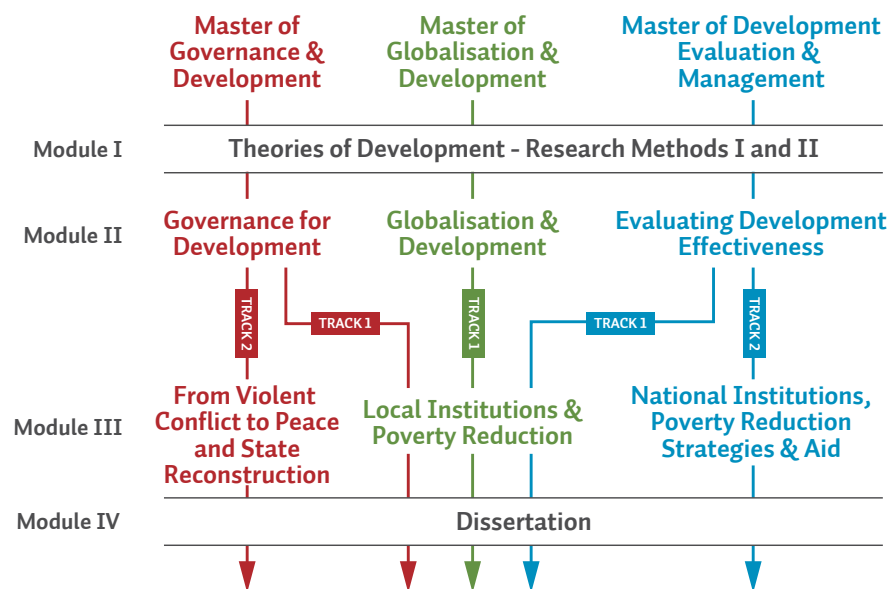 Master of
Governance &
Development
Master of
Globalisation &
Development
Master of Development
Evaluation &
Management
Module I
Theories of Development - Research Methods I and II
Module II
Governance for
Development
Globalisation &
Development
Evaluating Development
Effectiveness
TRACK 2
TRACK 1
TRACK 1
TRACK 1
TRACK 2
Module III
From Violent
Conflict to Peace
and State
Reconstruction
Local Institutions &
Poverty Reduction
National Institutions,
Poverty Reduction
Strategies & Aid
Module IV
Dissertation